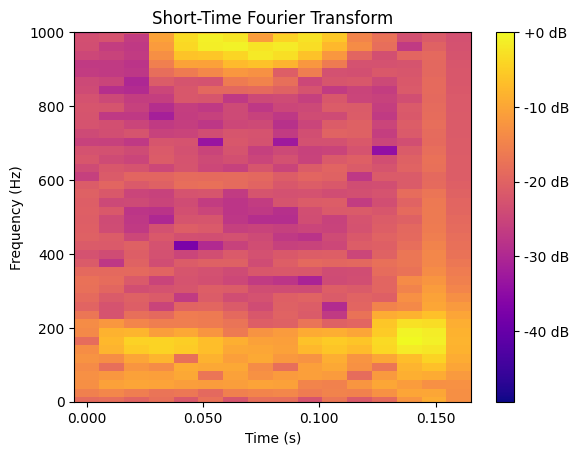 Short-Time Fourier Transform
1000
800
600
400
200
0
Frequency (Hz)
0.000
0.050
0.100
0.150
Time (s)
+0 dB
-10 dB
-20 dB
-30 dB
-40 dB